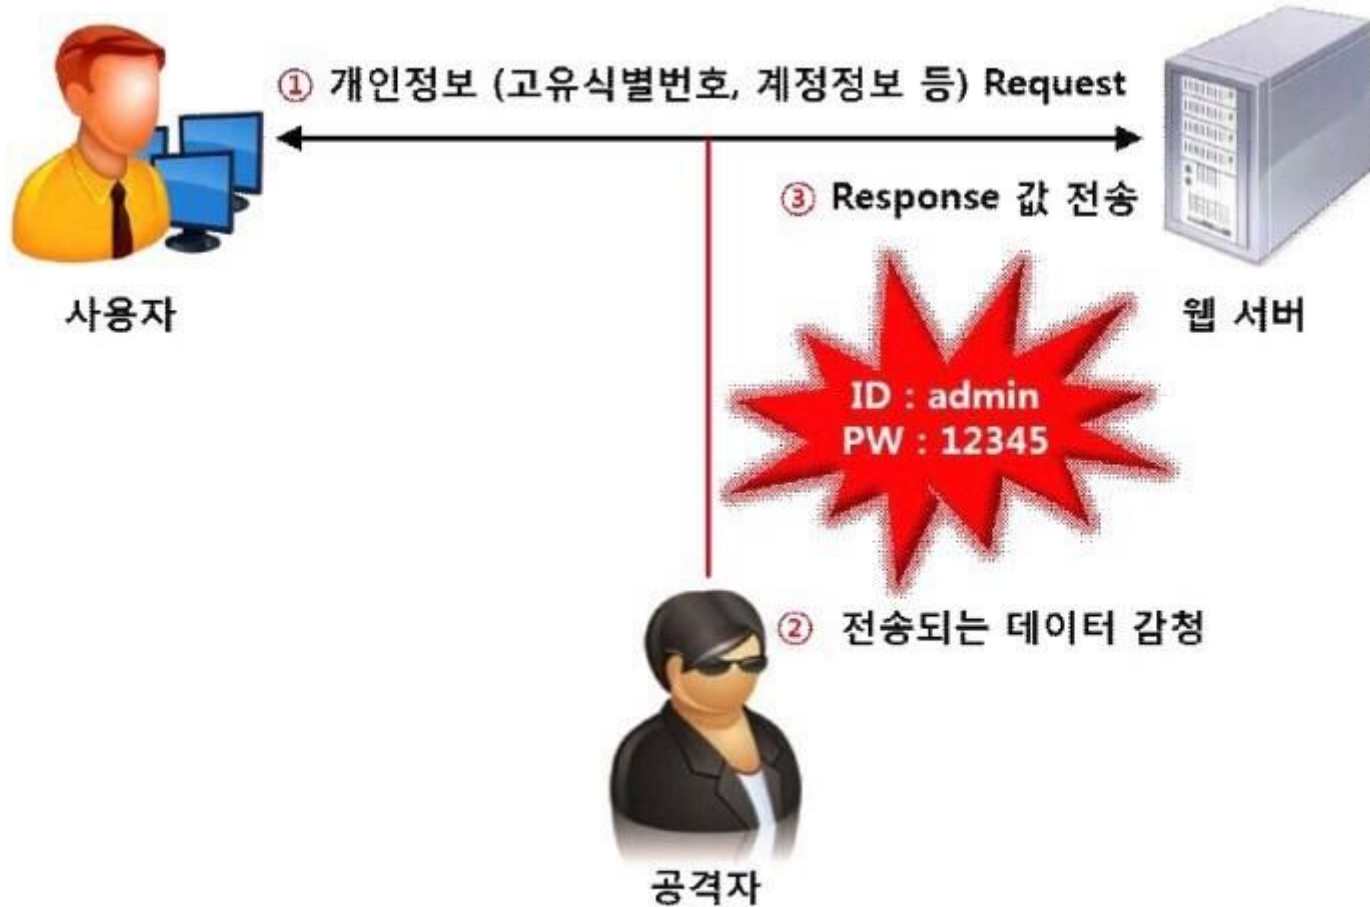 ① 개인정보 (고유식별번호, 계정정보 등) Request
③ Response 값 전송
사용자
웹 서버
ID : admin
PW : 12345
② 전송되는 데이터 감청
공격자